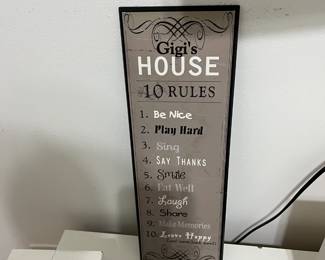 Gigi's
HOUSE
10 RULES
1. Be Nice
2. Play Hard
3. Sing
4. Say Thanks
5. Smile
6. Eat Well
7. Laugh
8. Share
9. Make Memories
10. Leave Happy